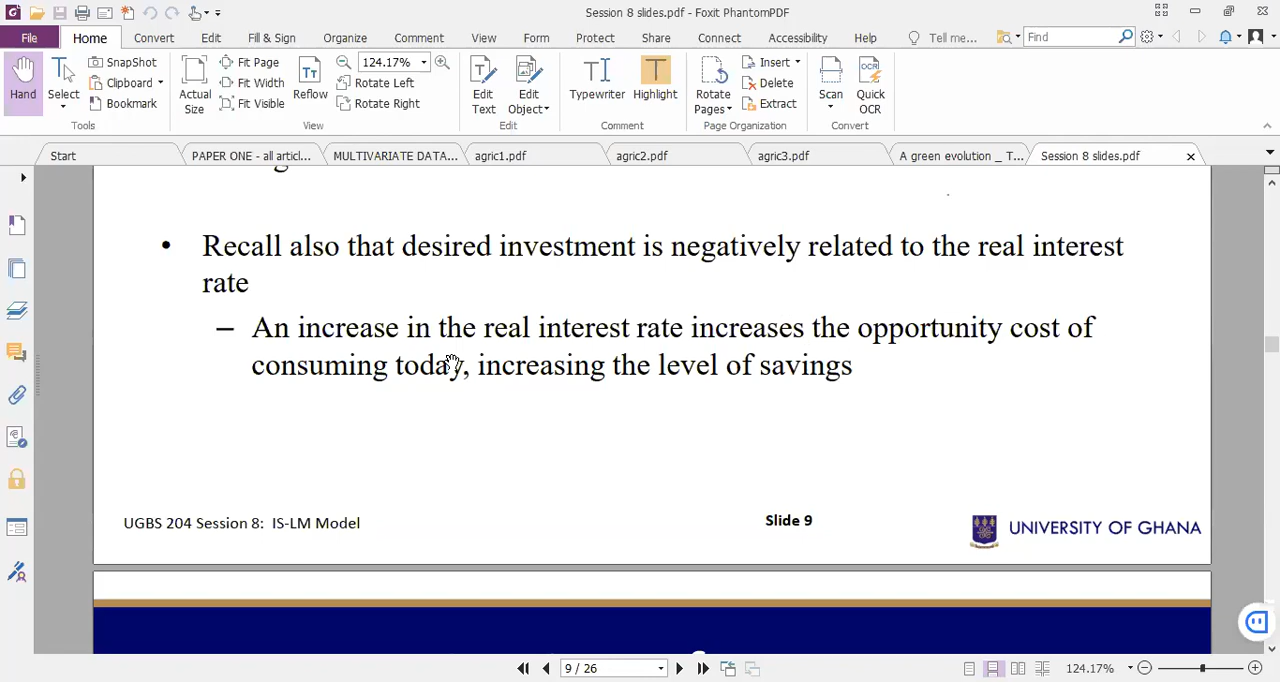 Session 8 slides.pdf - Foxit PhantomPDF
File Home Convert Edit Fill & Sign Organize Comment View Form Protect Share Connect Accessibility Help Tell me... Find
Hand
Select
SnapShot
Clipboard
Bookmark
Tools
Actual Size
Fit Page
Fit Width
Fit Visible
Reflow
124.17%
Rotate Left
Rotate Right
View
Edit Text
Edit Object
Edit
Typewriter
Highlight
Comment
Rotate Pages
Insert
Delete
Extract
Page Organization
Scan
Quick OCR
Convert
Start PAPER ONE - all articl... MULTIVARIATE DATA... agric1.pdf agric2.pdf agric3.pdf A green evolution _ T... Session 8 slides.pdf
• Recall also that desired investment is negatively related to the real interest
rate
– An increase in the real interest rate increases the opportunity cost of
consuming today, increasing the level of savings
UGBS 204 Session 8: IS-LM Model Slide 9 UNIVERSITY OF GHANA
9 / 26 124.17%